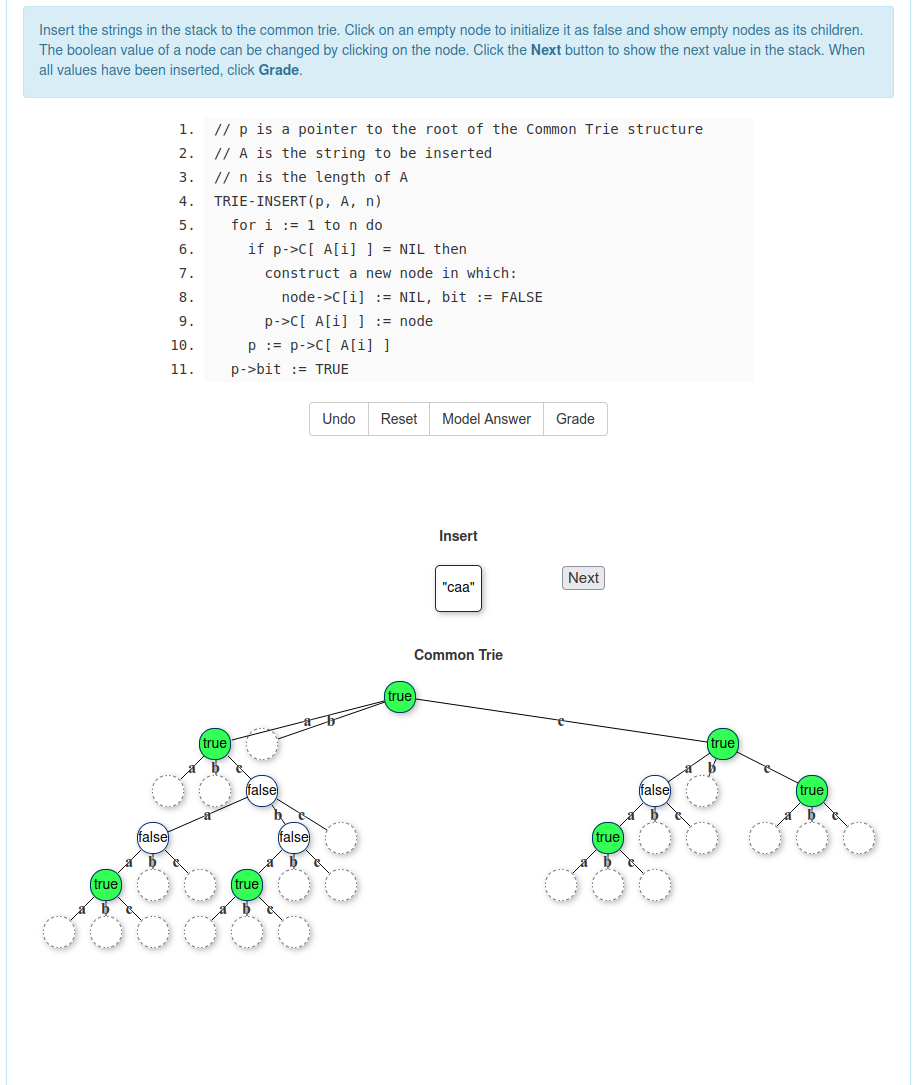 Insert the strings in the stack to the common trie. Click on an empty node to initialize it as false and show empty nodes as its children.
The boolean value of a node can be changed by clicking on the node. Click the Next button to show the next value in the stack. When
all values have been inserted, click Grade.
1. // p is a pointer to the root of the Common Trie structure
2. // A is the string to be inserted
3. // n is the length of A
4. TRIE-INSERT(p, A, n)
5. for i := 1 to n do
6. if p->C[ A[i] ] = NIL then
7. construct a new node in which:
8. node->C[i] := NIL, bit := FALSE
9. p->C[ A[i] ] := node
10. p := p->C[ A[i] ]
11. p->bit := TRUE
Undo Reset Model Answer Grade
Insert
"caa" Next
Common Trie
true
a b c
true true
a b c a b c
false false true
a b c a b c a b c
false false true
a b c a b c a b c
true true
a b c a b c